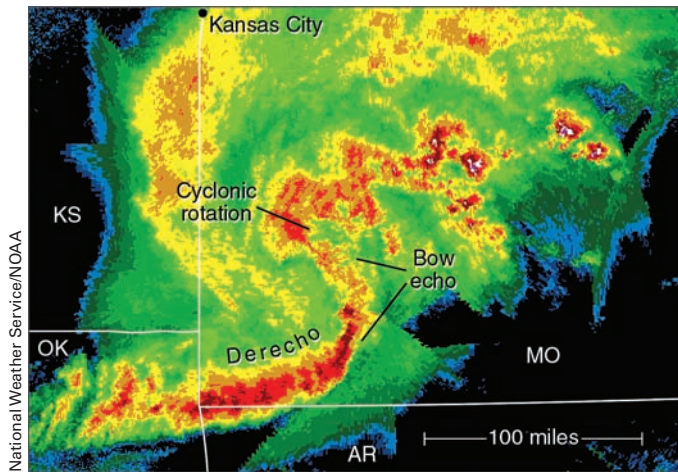 Kansas City
Cyclonic
rotation
KS
Bow
echo
OK
Derecho
MO
AR
100 miles
National Weather Service/NOAA